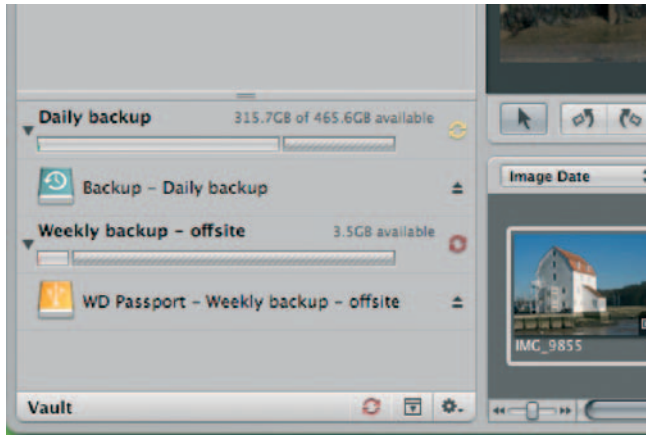 Daily backup
315.7GB of 465.6GB available
Backup – Daily backup
Weekly backup – offsite
3.5GB available
WD Passport – Weekly backup – offsite
Vault
Image Date
IMG_9855